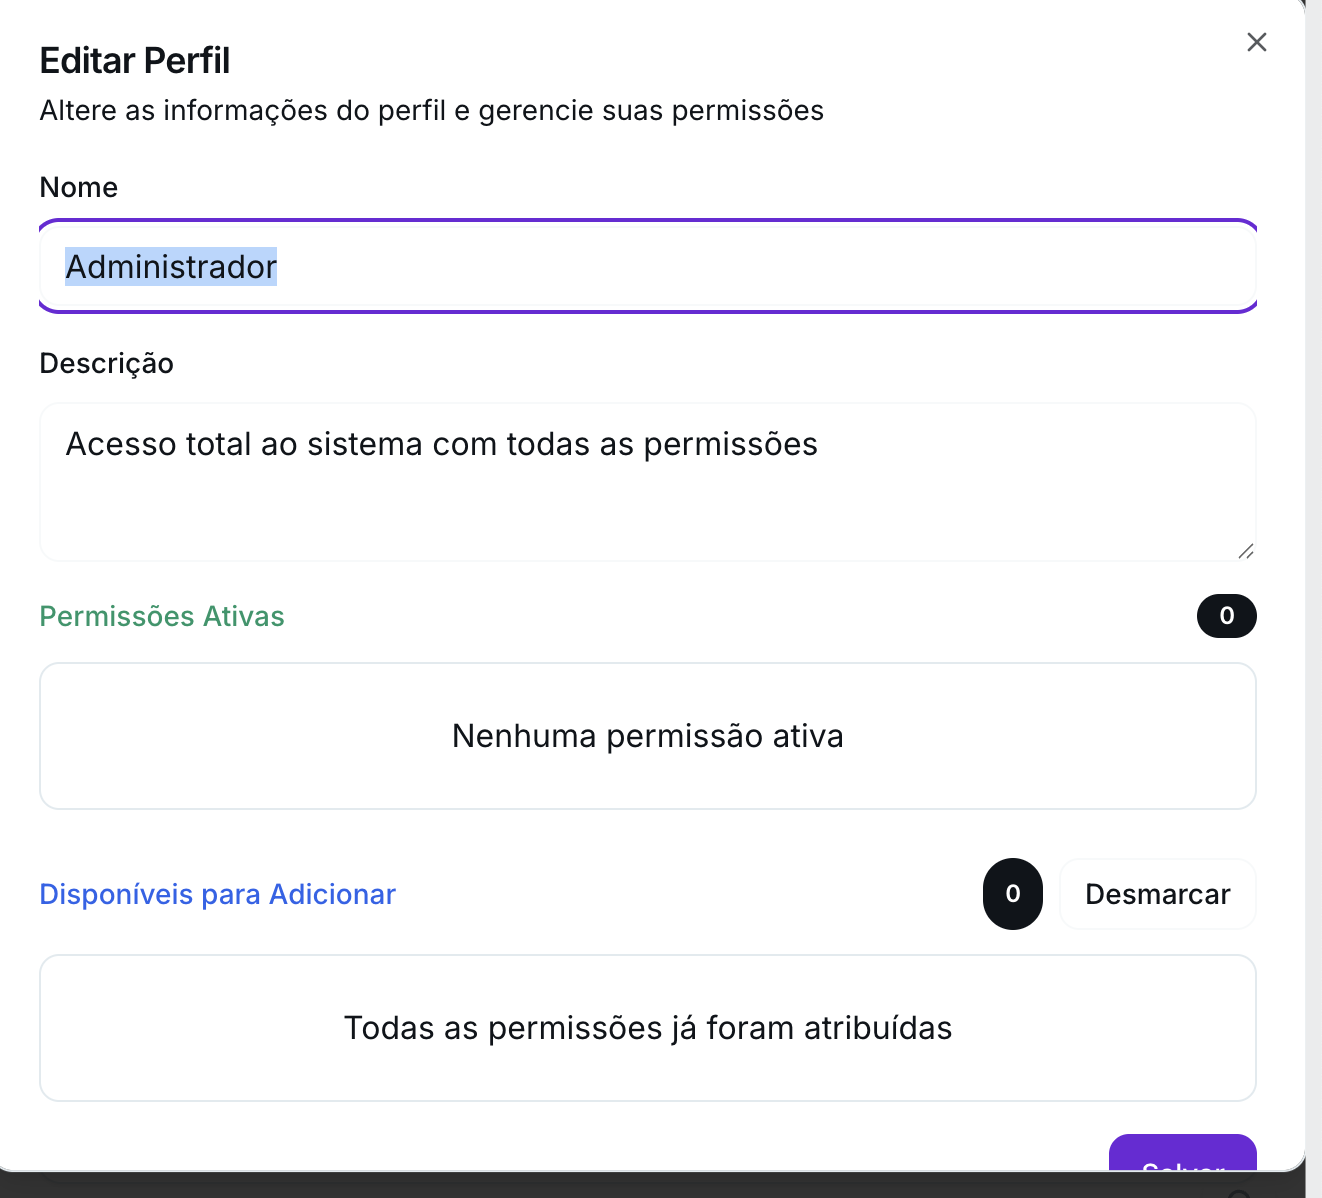 Editar Perfil
Altere as informações do perfil e gerencie suas permissões
Nome
Administrador
Descrição
Acesso total ao sistema com todas as permissões
Permissões Ativas 0
Nenhuma permissão ativa
Disponíveis para Adicionar 0 Desmarcar
Todas as permissões já foram atribuídas
Salvar